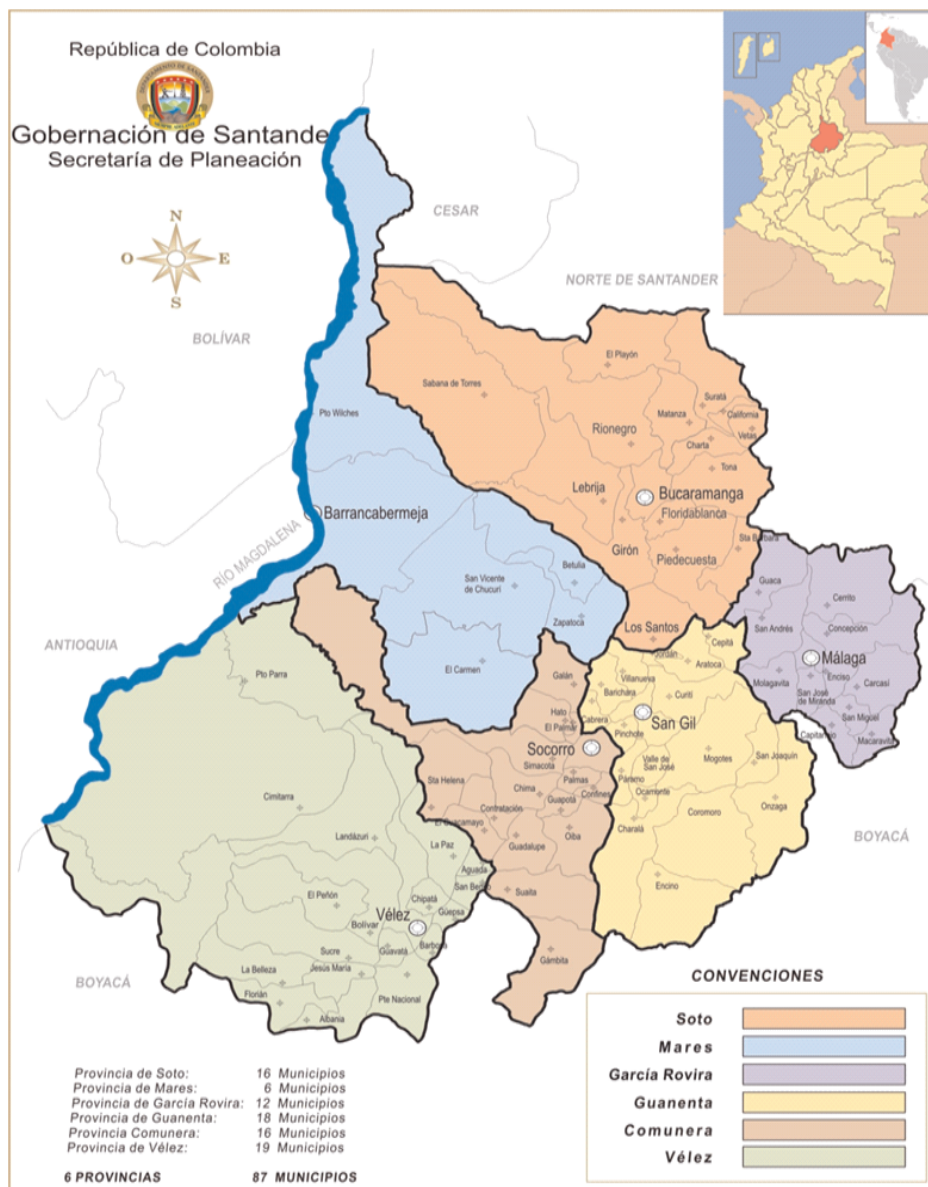 República de Colombia
Gobernación de Santande
Secretaría de Planeación
N
O
E
S
CESAR
NORTE DE SANTANDER
BOLÍVAR
El Playón
Sabana de Torres
Suratá
Pto Wilches
Matanza
California
Rionegro
Vetas
Charta
Tona
Lebrija
Bucaramanga
Barrancabermeja
Floridablanca
RÍO MAGDALENA
Girón
Sta Bárbara
Piedecuesta
San Vicente
de Chucuri
Betulia
Guaca
Cerrito
Zapatoca
San Andrés
Los Santos
Cepitá
Concepción
ANTIOQUIA
Jordán
Aratoca
Málaga
El Carmen
Pto Parra
Galán
Villanueva
Molagavita
Enciso
Carcasí
Barichara
Curití
San José
de Miranda
Hato
Cabrera
San Miguel
El Palmar
Pinchote
San Gil
Capitanejo
Macaravita
Socorro
Simacota
Valle de
San José
Mogotes
San Joaquín
Sta Helena
Palmas
Páramo
Chima
Confines
Ocamonte
Onzaga
Cimitarra
Contratación
Guapotá
Coromoro
El Guacamayo
Oiba
Charalá
BOYACÁ
Landázuri
La Paz
Guadalupe
Aguada
San Benito
Suaita
Encino
El Peñón
Chipatá
Güepsa
Vélez
Bolívar
Guavatá
Barbosa
Sucre
Gámbita
La Belleza
Jesús María
BOYACÁ
Florián
Pte Nacional
Albania
CONVENCIONES
Soto
Mares
García Rovira
Guanenta
Comunera
Vélez
Provincia de Soto: 16 Municipios
Provincia de Mares: 6 Municipios
Provincia de García Rovira: 12 Municipios
Provincia de Guanenta: 18 Municipios
Provincia Comunera: 16 Municipios
Provincia de Vélez: 19 Municipios
6 PROVINCIAS 87 MUNICIPIOS